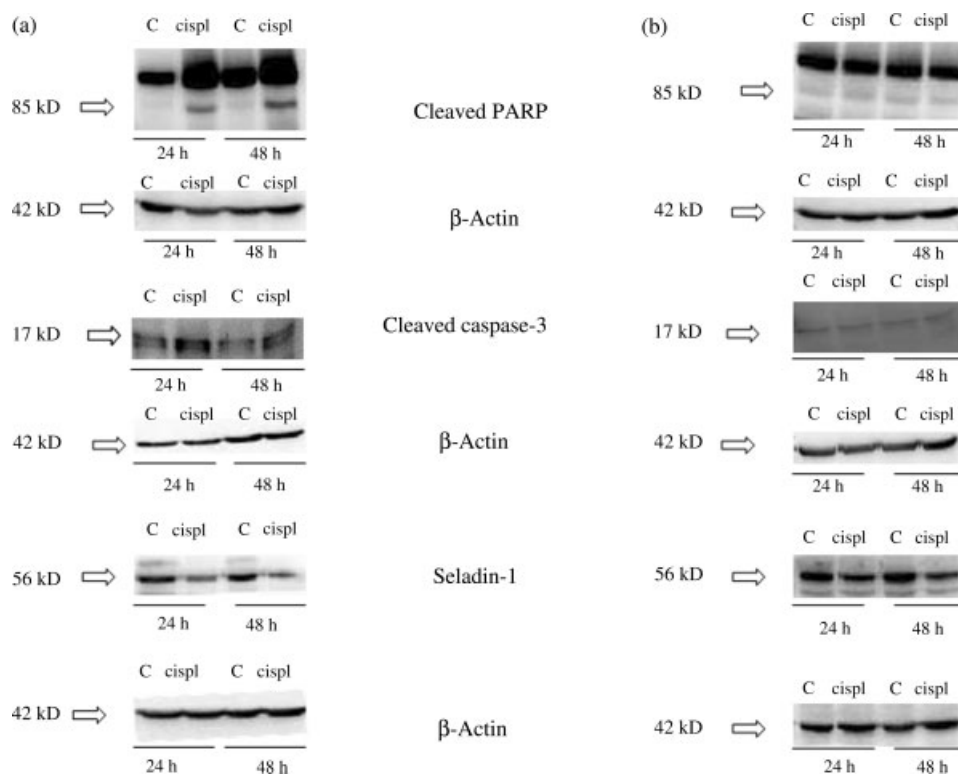 (a)
C cispl C cispl
85 kD
24 h 48 h
C cispl C cispl
42 kD
24 h 48 h
C cispl C cispl
17 kD
24 h 48 h
C cispl C cispl
42 kD
24 h 48 h
C cispl C cispl
56 kD
24 h 48 h
C cispl C cispl
42 kD
24 h 48 h
Cleaved PARP
β-Actin
Cleaved caspase-3
β-Actin
Seladin-1
β-Actin
(b)
C cispl C cispl
85 kD
24 h 48 h
C cispl C cispl
42 kD
24 h 48 h
C cispl C cispl
17 kD
24 h 48 h
C cispl C cispl
42 kD
24 h 48 h
C cispl C cispl
56 kD
24 h 48 h
C cispl C cispl
42 kD
24 h 48 h